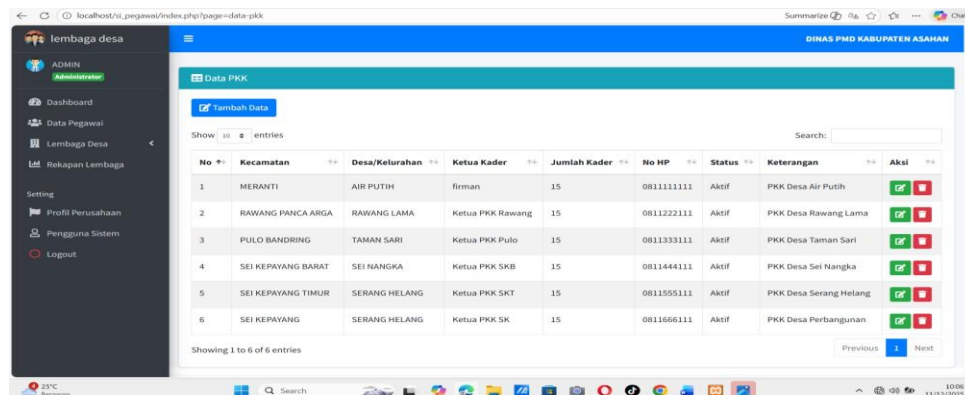 localhost/si_pegawai/index.php?page=data-pkk Summarize
lembaga desa
DINAS PMD KABUPATEN ASAHAN
ADMIN
Administrator
Dashboard
Data Pegawai
Lembaga Desa
Rekapan Lembaga
Setting
Profil Perusahaan
Pengguna Sistem
Logout
Data PKK
Tambah Data
Show 10 entries Search:
No Kecamatan Desa/Kelurahan Ketua Kader Jumlah Kader No HP Status Keterangan Aksi
1 MERANTI AIR PUTIH firman 15 0811111111 Aktif PKK Desa Air Putih
2 RAWANG PANCA ARGA RAWANG LAMA Ketua PKK Rawang 15 0811222111 Aktif PKK Desa Rawang Lama
3 PULO BANDRING TAMAN SARI Ketua PKK Pulo 15 0811333111 Aktif PKK Desa Taman Sari
4 SEI KEPAYANG BARAT SEI NANGKA Ketua PKK SKB 15 0811444111 Aktif PKK Desa Sei Nangka
5 SEI KEPAYANG TIMUR SERANG HELANG Ketua PKK SKT 15 0811555111 Aktif PKK Desa Serang Helang
6 SEI KEPAYANG SERANG HELANG Ketua PKK SK 15 0811666111 Aktif PKK Desa Perbangunan
Showing 1 to 6 of 6 entries Previous 1 Next
25°C
Search
10:06
11/12/2025